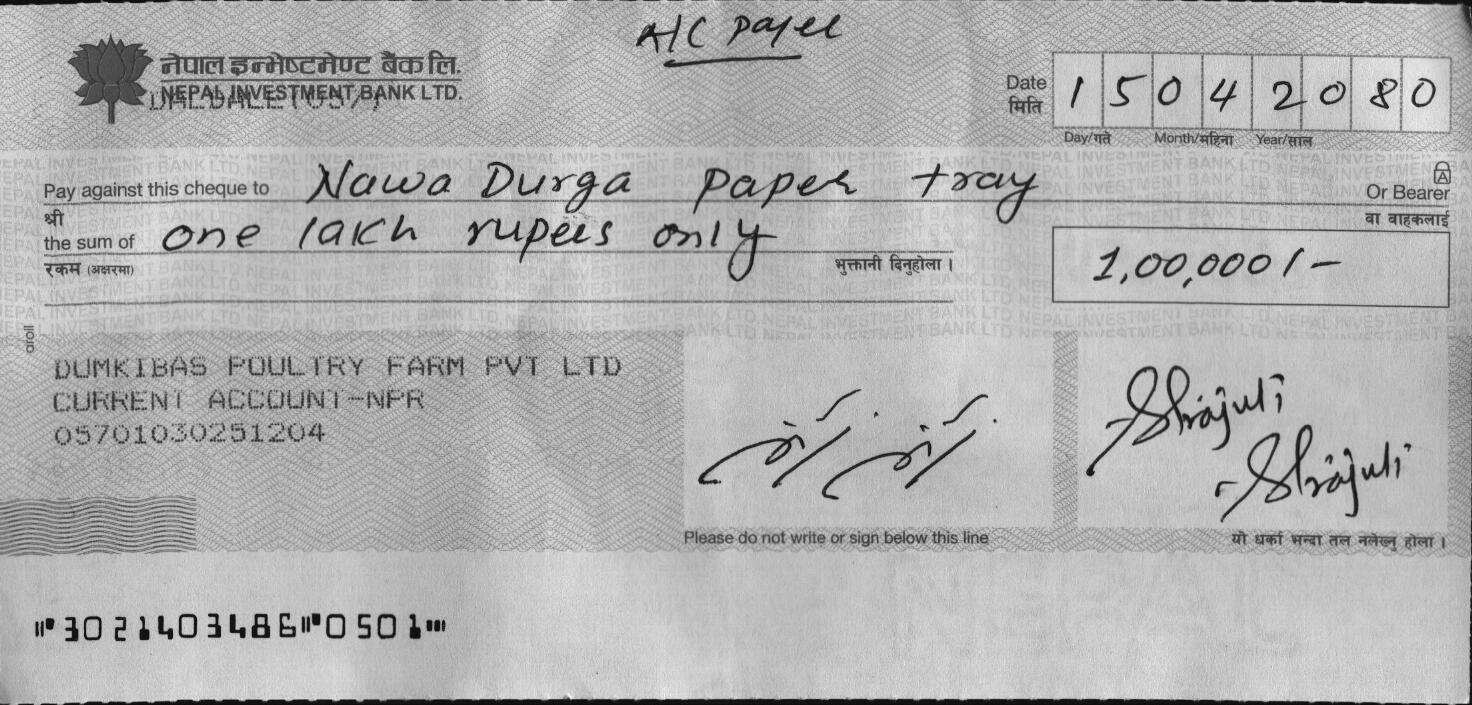 A/C Payee
नेपाल इन्भेष्टमेण्ट बैंक लि.
NEPAL INVESTMENT BANK LTD.
DALDALE(057)
Date 1 5 0 4 2 0 8 0
मिति
Day/गते Month/महिना Year/साल
Pay against this cheque to Nawa Durga Paper tray Or Bearer
श्री वा वाहकलाई
the sum of one lakh rupees only
रकम (अक्षरमा) भुक्तानी दिनुहोला । 1,00,000/-
DUMKIBAS POULTRY FARM PVT LTD
CURRENT ACCOUNT-NPR
05701030251204
Shrajuli
Shrajuli
Please do not write or sign below this line यो धर्का भन्दा तल नलेख्नु होला ।
⑈3021403486⑈0501⑈